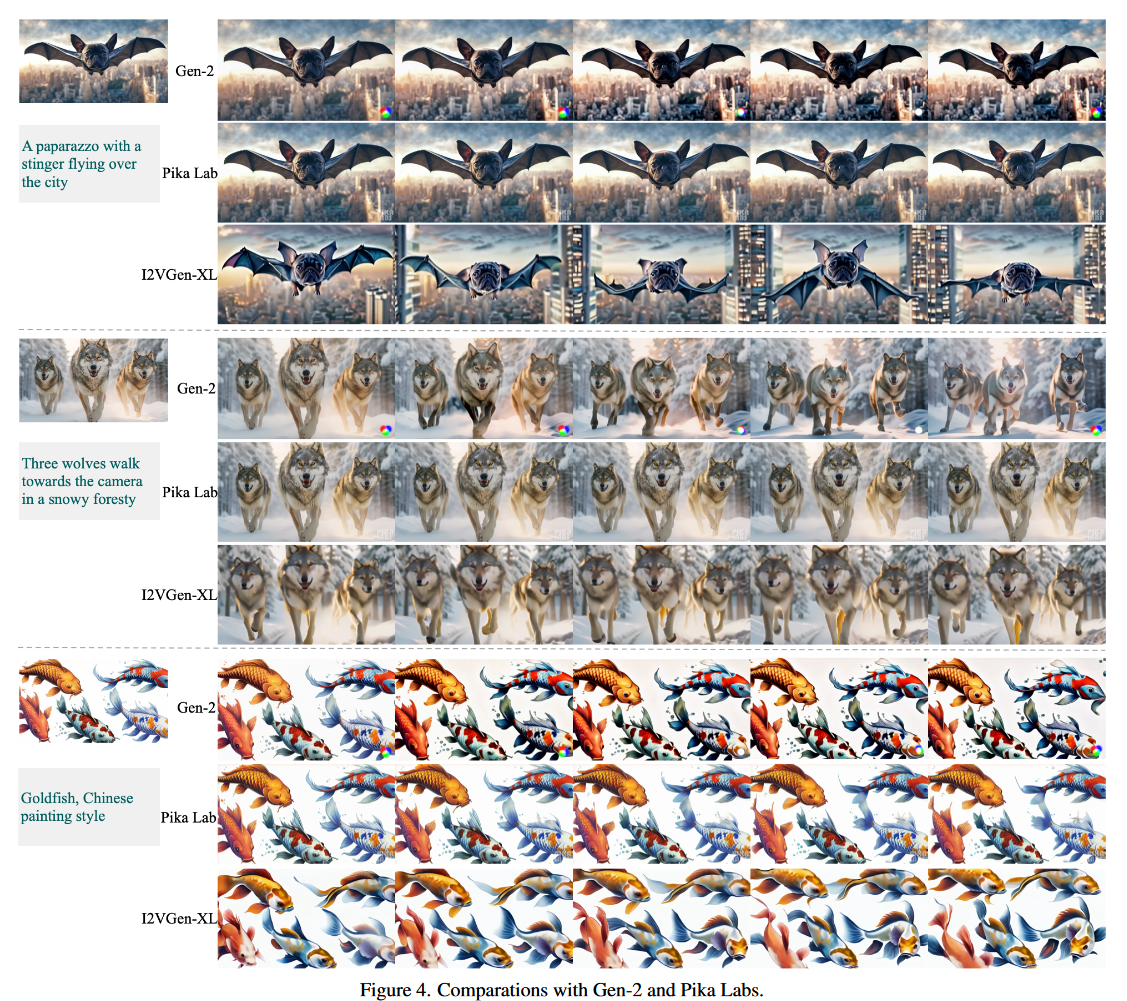 Gen-2
A paparazzo with a
stinger flying over
the city
Pika Lab
I2VGen-XL
Gen-2
Three wolves walk
towards the camera
in a snowy foresty
Pika Lab
I2VGen-XL
Gen-2
Goldfish, Chinese
painting style
Pika Lab
I2VGen-XL
Figure 4. Comparations with Gen-2 and Pika Labs.